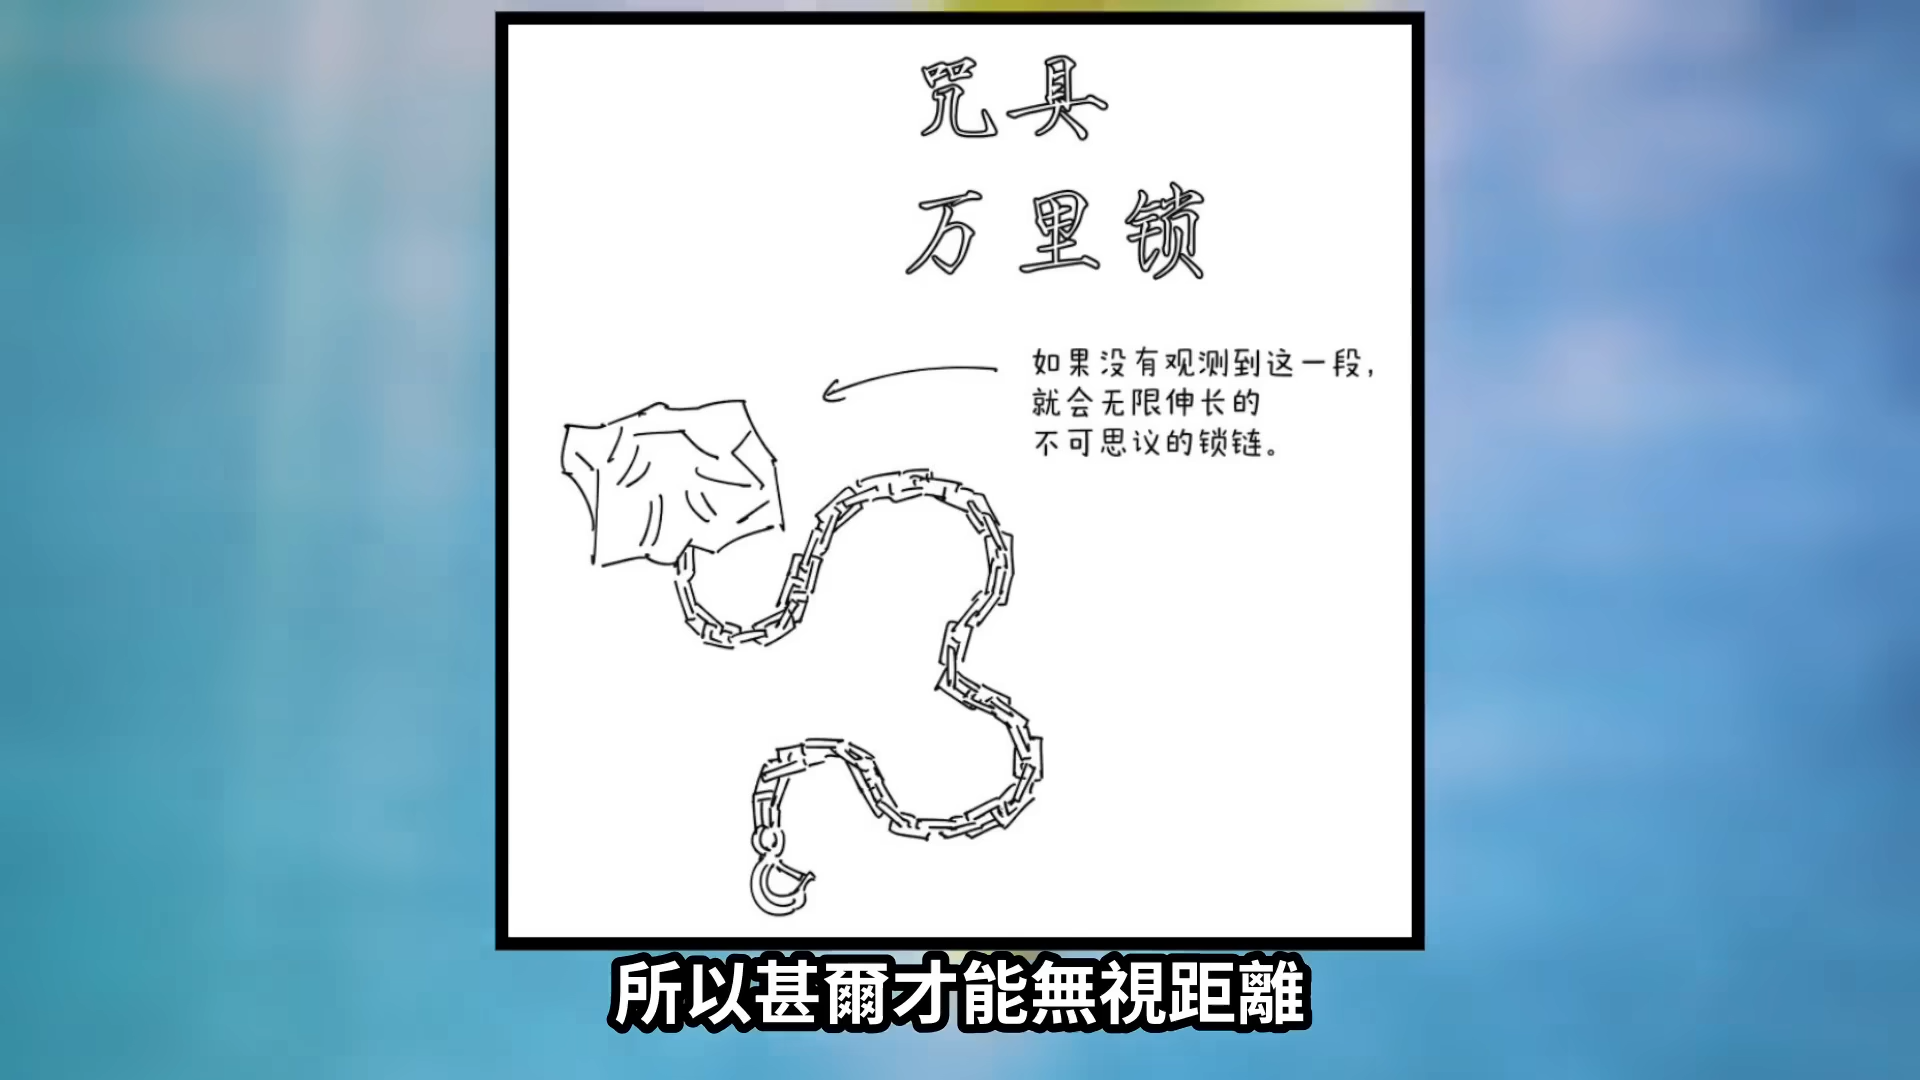 咒具
万里锁
如果没有观测到这一段，
就会无限伸长的
不可思议的锁链。
所以甚爾才能無視距離